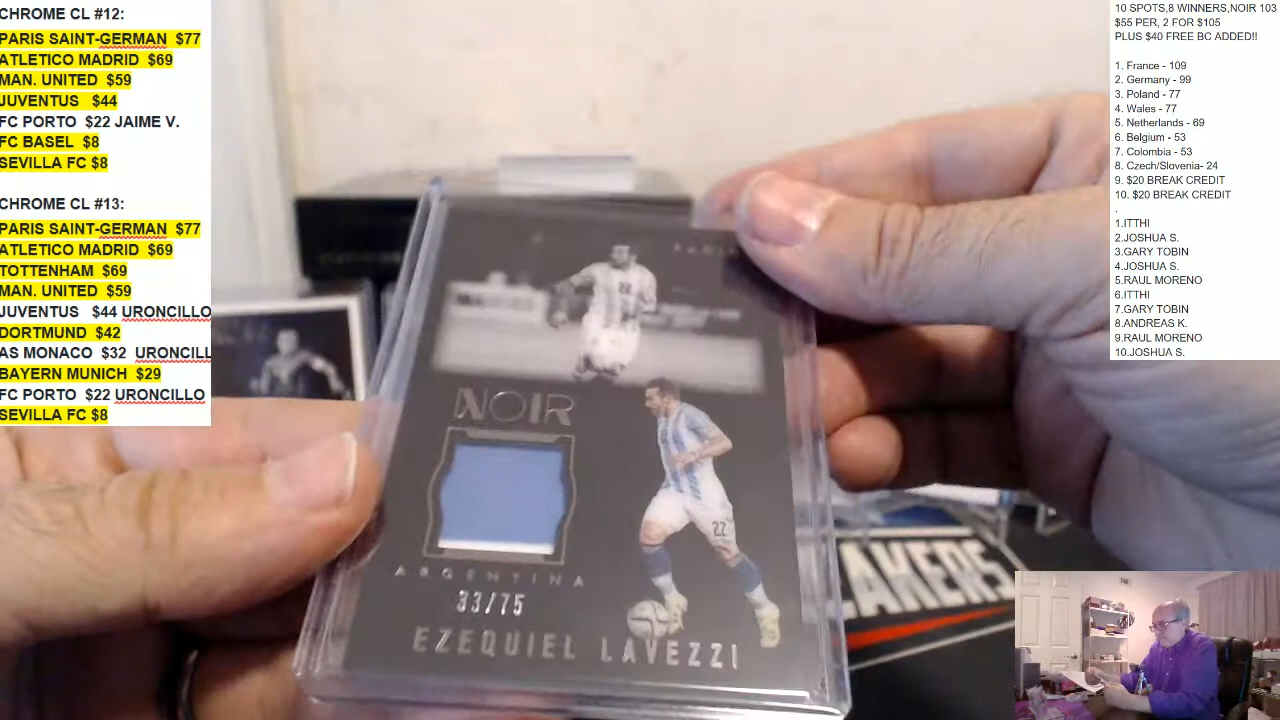 CHROME CL #12:
PARIS SAINT-GERMAN $77
ATLETICO MADRID $69
MAN. UNITED $59
JUVENTUS $44
FC PORTO $22 JAIME V.
FC BASEL $8
SEVILLA FC $8
CHROME CL #13:
PARIS SAINT-GERMAN $77
ATLETICO MADRID $69
TOTTENHAM $69
MAN. UNITED $59
JUVENTUS $44 URONCILLO
DORTMUND $42
AS MONACO $32 URONCILL
BAYERN MUNICH $29
FC PORTO $22 URONCILLO
SEVILLA FC $8
NOIR
22
ARGENTINA
33/75
EZEQUIEL LAVEZZI
10 SPOTS,8 WINNERS,NOIR 103
$55 PER, 2 FOR $105
PLUS $40 FREE BC ADDED!!
1. France - 109
2. Germany - 99
3. Poland - 77
4. Wales - 77
5. Netherlands - 69
6. Belgium - 53
7. Colombia - 53
8. Czech/Slovenia- 24
9. $20 BREAK CREDIT
10. $20 BREAK CREDIT
.
1.ITTHI
2.JOSHUA S.
3.GARY TOBIN
4.JOSHUA S.
5.RAUL MORENO
6.ITTHI
7.GARY TOBIN
8.ANDREAS K.
9.RAUL MORENO
10.JOSHUA S.